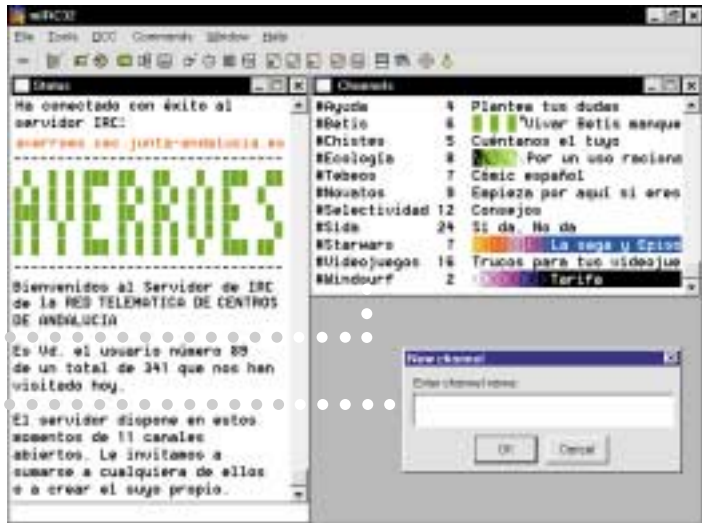 mIRC32
File Tools DCC Commands Window Help
Status
Ha conectado con éxito al
servidor IRC:
averroes.cec.junta-andalucia.es
AVERROES
Bienvenidos al Servidor de IRC
de la RED TELEMATICA DE CENTROS
DE ANDALUCIA
Es Vd. el usuario número 89
de un total de 341 que nos han
visitado hoy.
El servidor dispone en estos
momentos de 11 canales
abiertos. Le invitamos a
sumarse a cualquiera de ellos
o a crear el suyo propio.
Channels
#Ayuda 4 Plantea tus dudas
#Betis 6 "Viver Betis manque
#Chistes 5 Cuéntanos el tuyo
#Ecología 8 Por un uso raciona
#Tebeos 7 Cómic español
#Novatos 9 Empieza por aquí si eres
#Selectividad 12 Consejos
#Sida 24 Si da, No da
#Starwars 7 La saga y Episo
#Videojuegos 16 Trucos para tus videojue
#Windsurf 2 Tarifa
New channel
Enter channel name:
OK Cancel